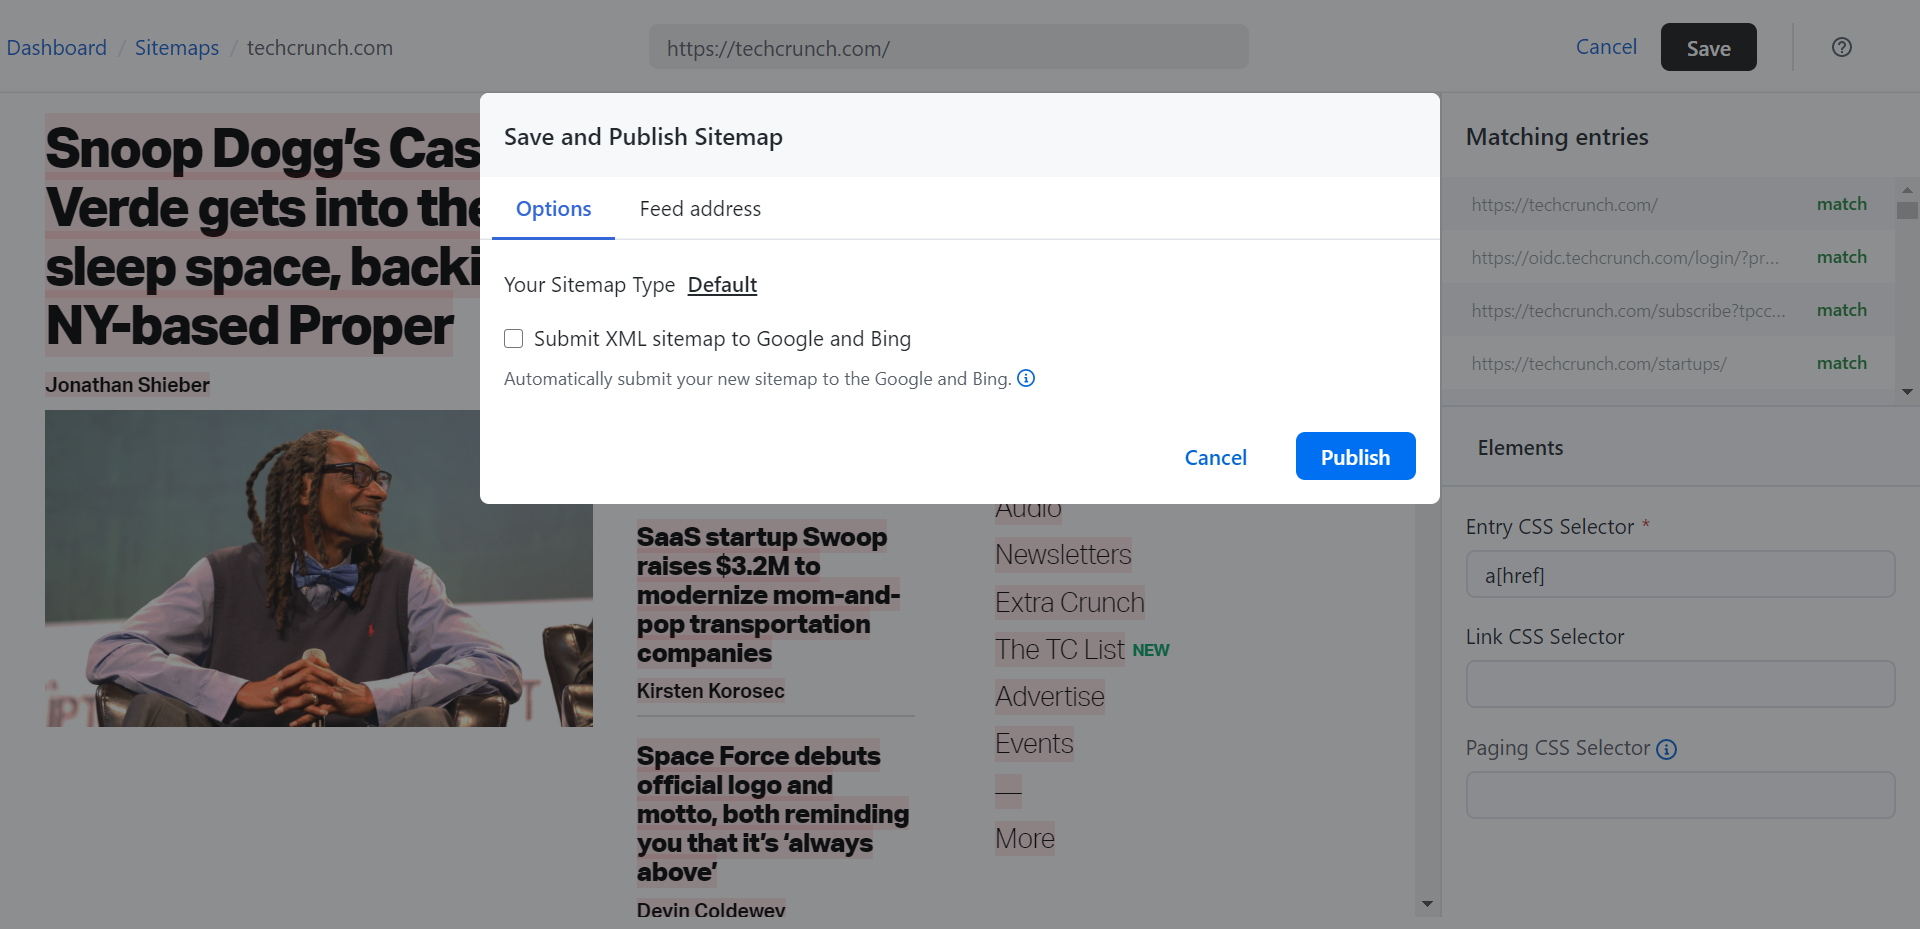 Dashboard / Sitemaps / techcrunch.com
https://techcrunch.com/
Cancel
Save
Snoop Dogg’s Cas
Verde gets into the
sleep space, backi
NY-based Proper
Jonathan Shieber
Save and Publish Sitemap
Options
Feed address
Your Sitemap Type Default
Submit XML sitemap to Google and Bing
Automatically submit your new sitemap to the Google and Bing.
Cancel
Publish
SaaS startup Swoop
raises $3.2M to
modernize mom-and-
pop transportation
companies
Kirsten Korosec
Space Force debuts
official logo and
motto, both reminding
you that it’s ‘always
above’
Devin Coldewey
Audio
Newsletters
Extra Crunch
The TC List NEW
Advertise
Events
—
More
Matching entries
https://techcrunch.com/ match
https://oidc.techcrunch.com/login/?pr... match
https://techcrunch.com/subscribe?tpcc... match
https://techcrunch.com/startups/ match
Elements
Entry CSS Selector *
a[href]
Link CSS Selector
Paging CSS Selector